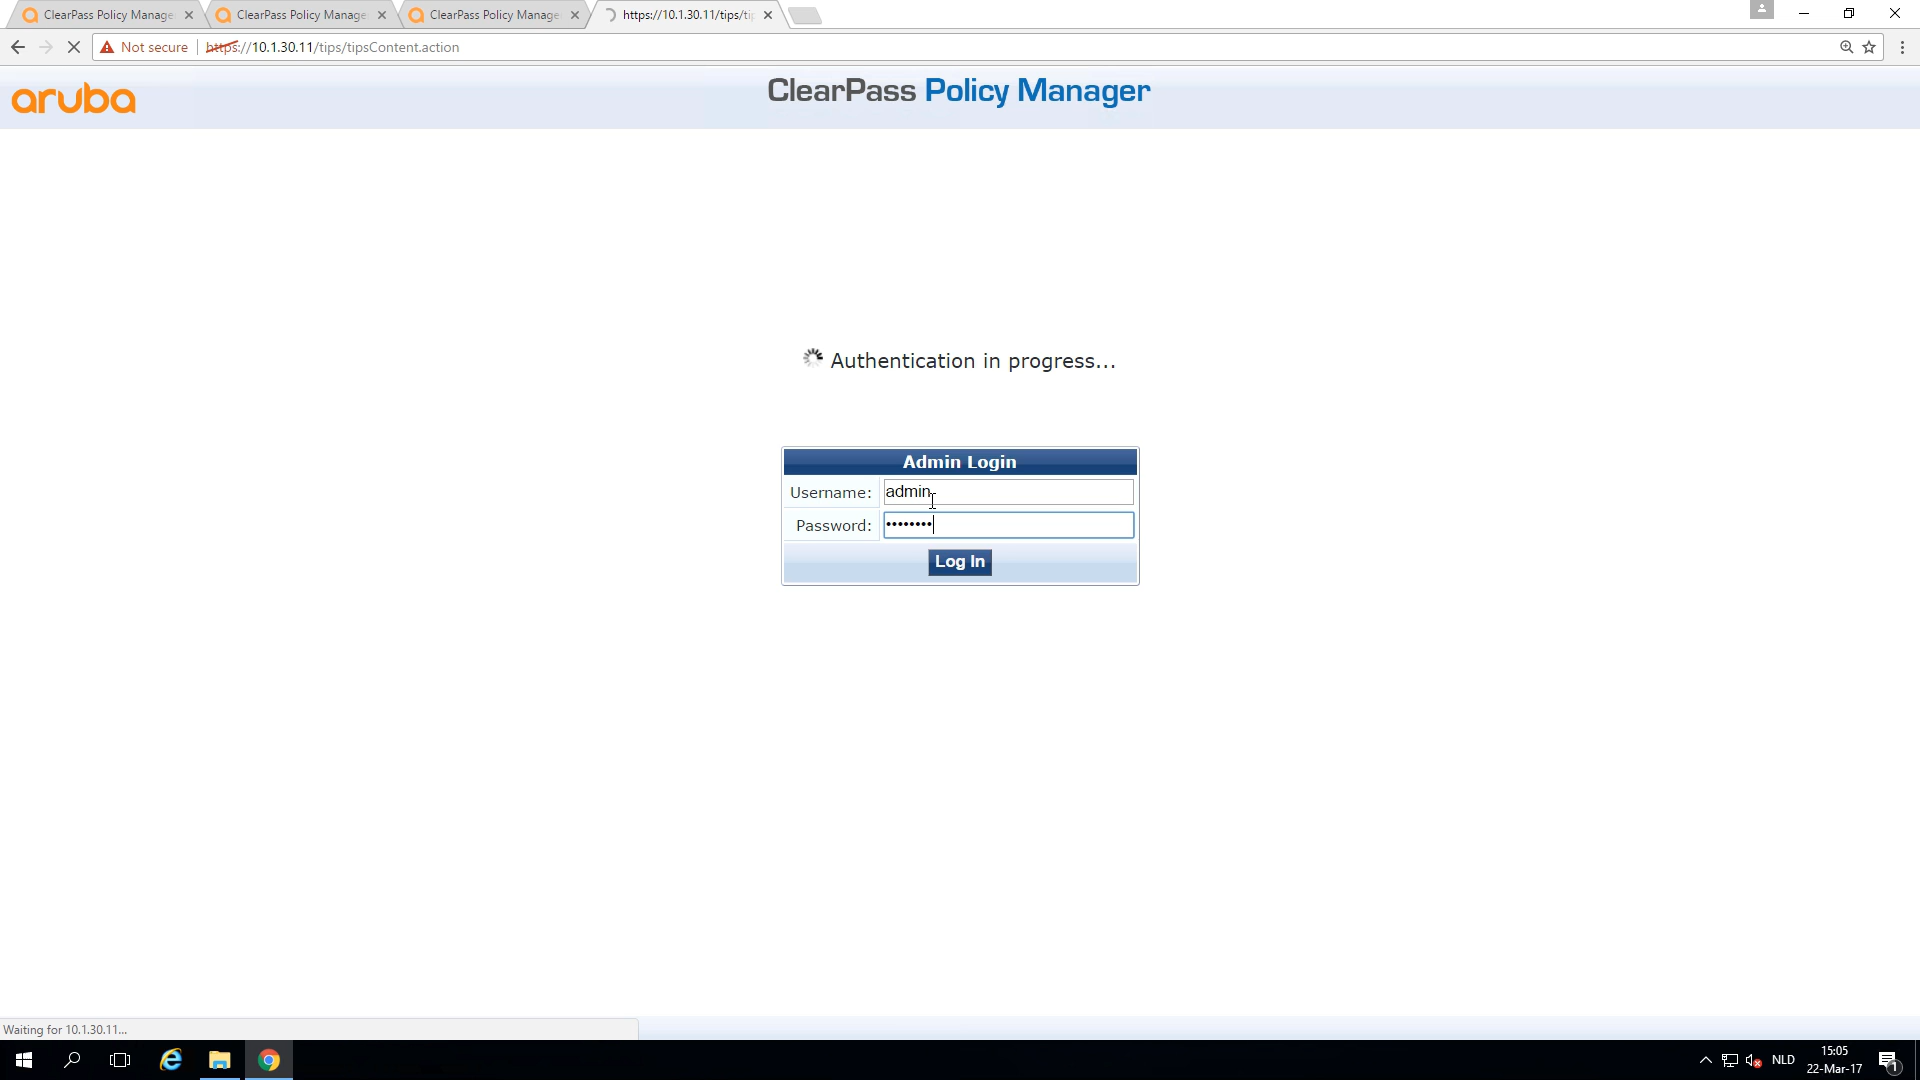 ClearPass Policy Manage
ClearPass Policy Manage
ClearPass Policy Manage
https://10.1.30.11/tips/ti
Not secure
https://10.1.30.11/tips/tipsContent.action
aruba
ClearPass Policy Manager
Authentication in progress...
Admin Login
Username: admin
Password: ••••••••
Log In
Waiting for 10.1.30.11...
NLD
15:05
22-Mar-17
1